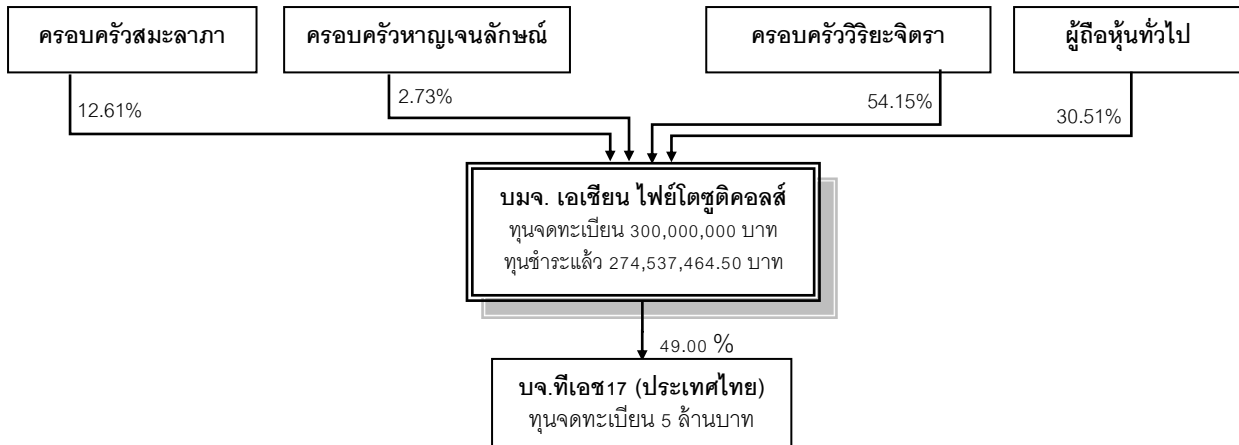 ครอบครัวสมะลาภา
ครอบครัวหาญเจนลักษณ์
ครอบครัววิริยะจิตรา
ผู้ถือหุ้นทั่วไป
12.61%
2.73%
54.15%
30.51%
บมจ. เอเชียน ไฟย์โตซูติคอลส์
ทุนจดทะเบียน 300,000,000 บาท
ทุนชำระแล้ว 274,537,464.50 บาท
49.00 %
บจ.ทีเอช17 (ประเทศไทย)
ทุนจดทะเบียน 5 ล้านบาท